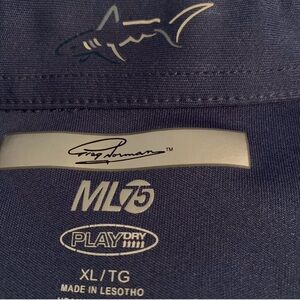 Greg Norman™
ML75
PLAYDRY
XL/TG
MADE IN LESOTHO